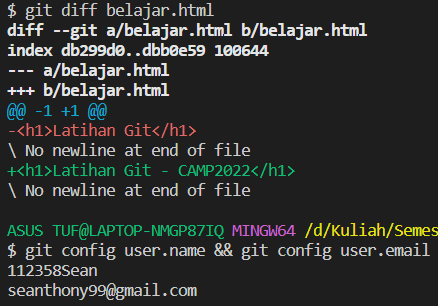 $ git diff belajar.html
diff --git a/belajar.html b/belajar.html
index db299d0..dbb0e59 100644
--- a/belajar.html
+++ b/belajar.html
@@ -1 +1 @@
-<h1>Latihan Git</h1>
\ No newline at end of file
+<h1>Latihan Git - CAMP2022</h1>
\ No newline at end of file
ASUS TUF@LAPTOP-NMGP87IQ MINGW64 /d/Kuliah/Semes
$ git config user.name && git config user.email
112358Sean
seanthony99@gmail.com